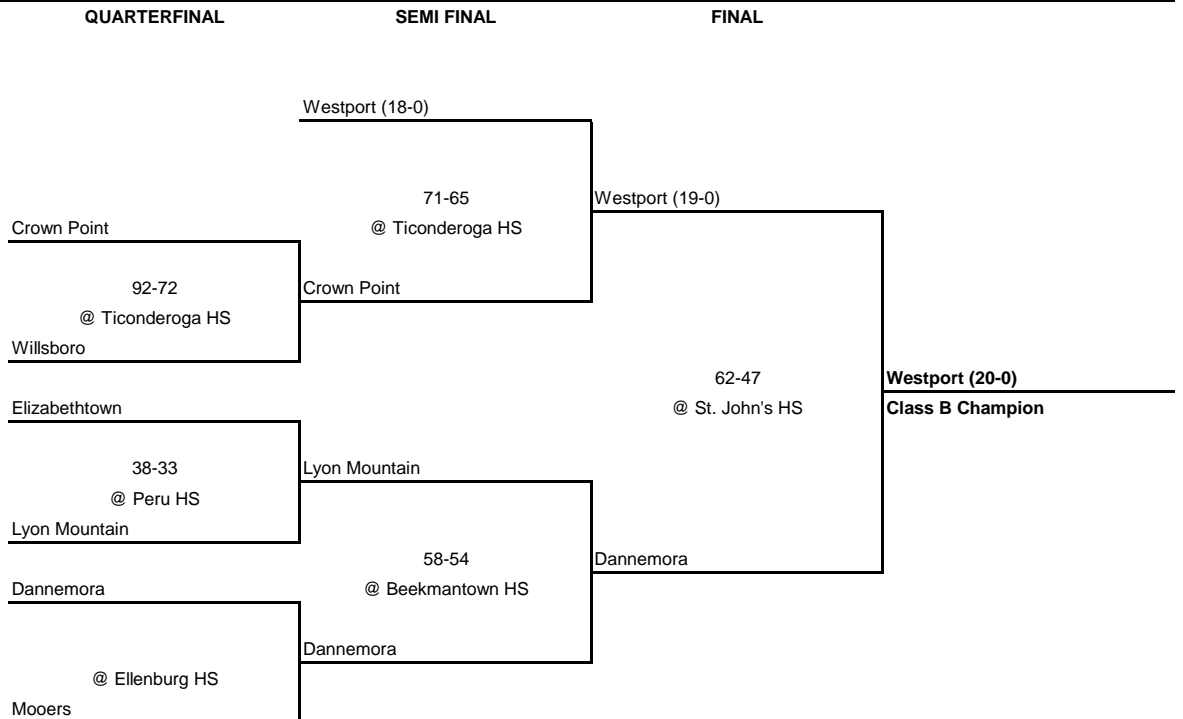 QUARTERFINAL SEMI FINAL FINAL
Westport (18-0)
71-65 Westport (19-0)
Crown Point @ Ticonderoga HS
92-72 Crown Point
@ Ticonderoga HS
Willsboro
62-47 Westport (20-0)
Elizabethtown @ St. John's HS Class B Champion
38-33 Lyon Mountain
@ Peru HS
Lyon Mountain
58-54 Dannemora
Dannemora @ Beekmantown HS
Dannemora
@ Ellenburg HS
Mooers